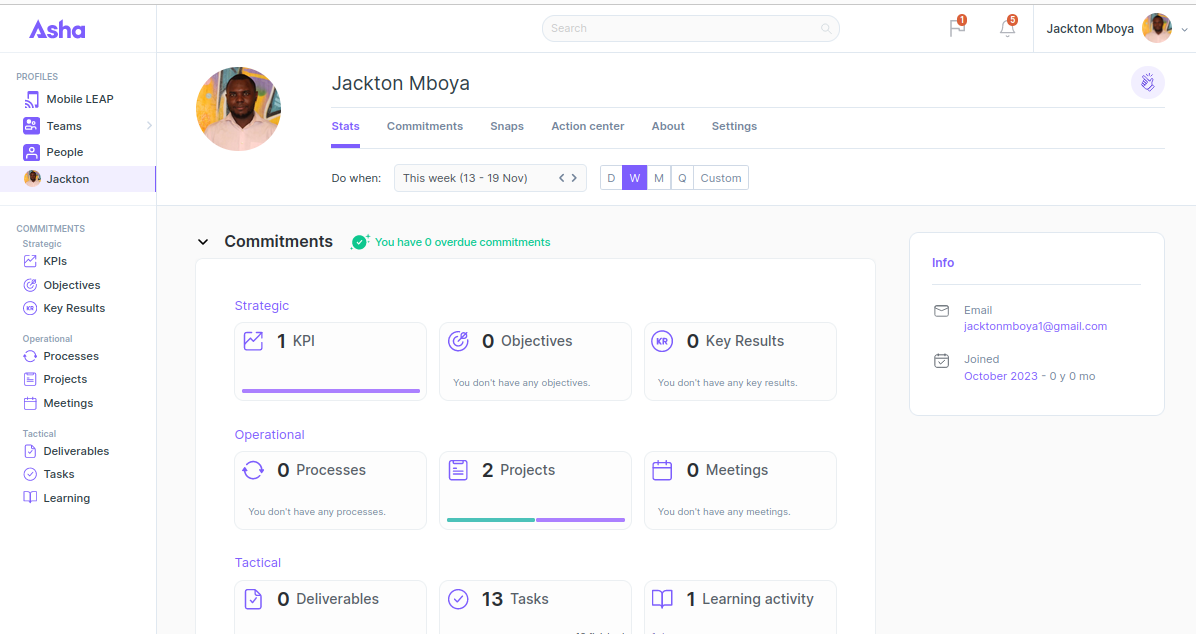 Asha
Search
1
5
Jackton Mboya
PROFILES
Mobile LEAP
Teams
People
Jackton
COMMITMENTS
Strategic
KPIs
Objectives
KR Key Results
Operational
Processes
Projects
Meetings
Tactical
Deliverables
Tasks
Learning
Jackton Mboya
Stats Commitments Snaps Action center About Settings
Do when: This week (13 - 19 Nov) D W M Q Custom
Commitments You have 0 overdue commitments
Strategic
1 KPI
0 Objectives
You don't have any objectives.
KR 0 Key Results
You don't have any key results.
Operational
0 Processes
You don't have any processes.
2 Projects
0 Meetings
You don't have any meetings.
Tactical
0 Deliverables
13 Tasks
1 Learning activity
Info
Email
jacktonmboya1@gmail.com
Joined
October 2023 - 0 y 0 mo